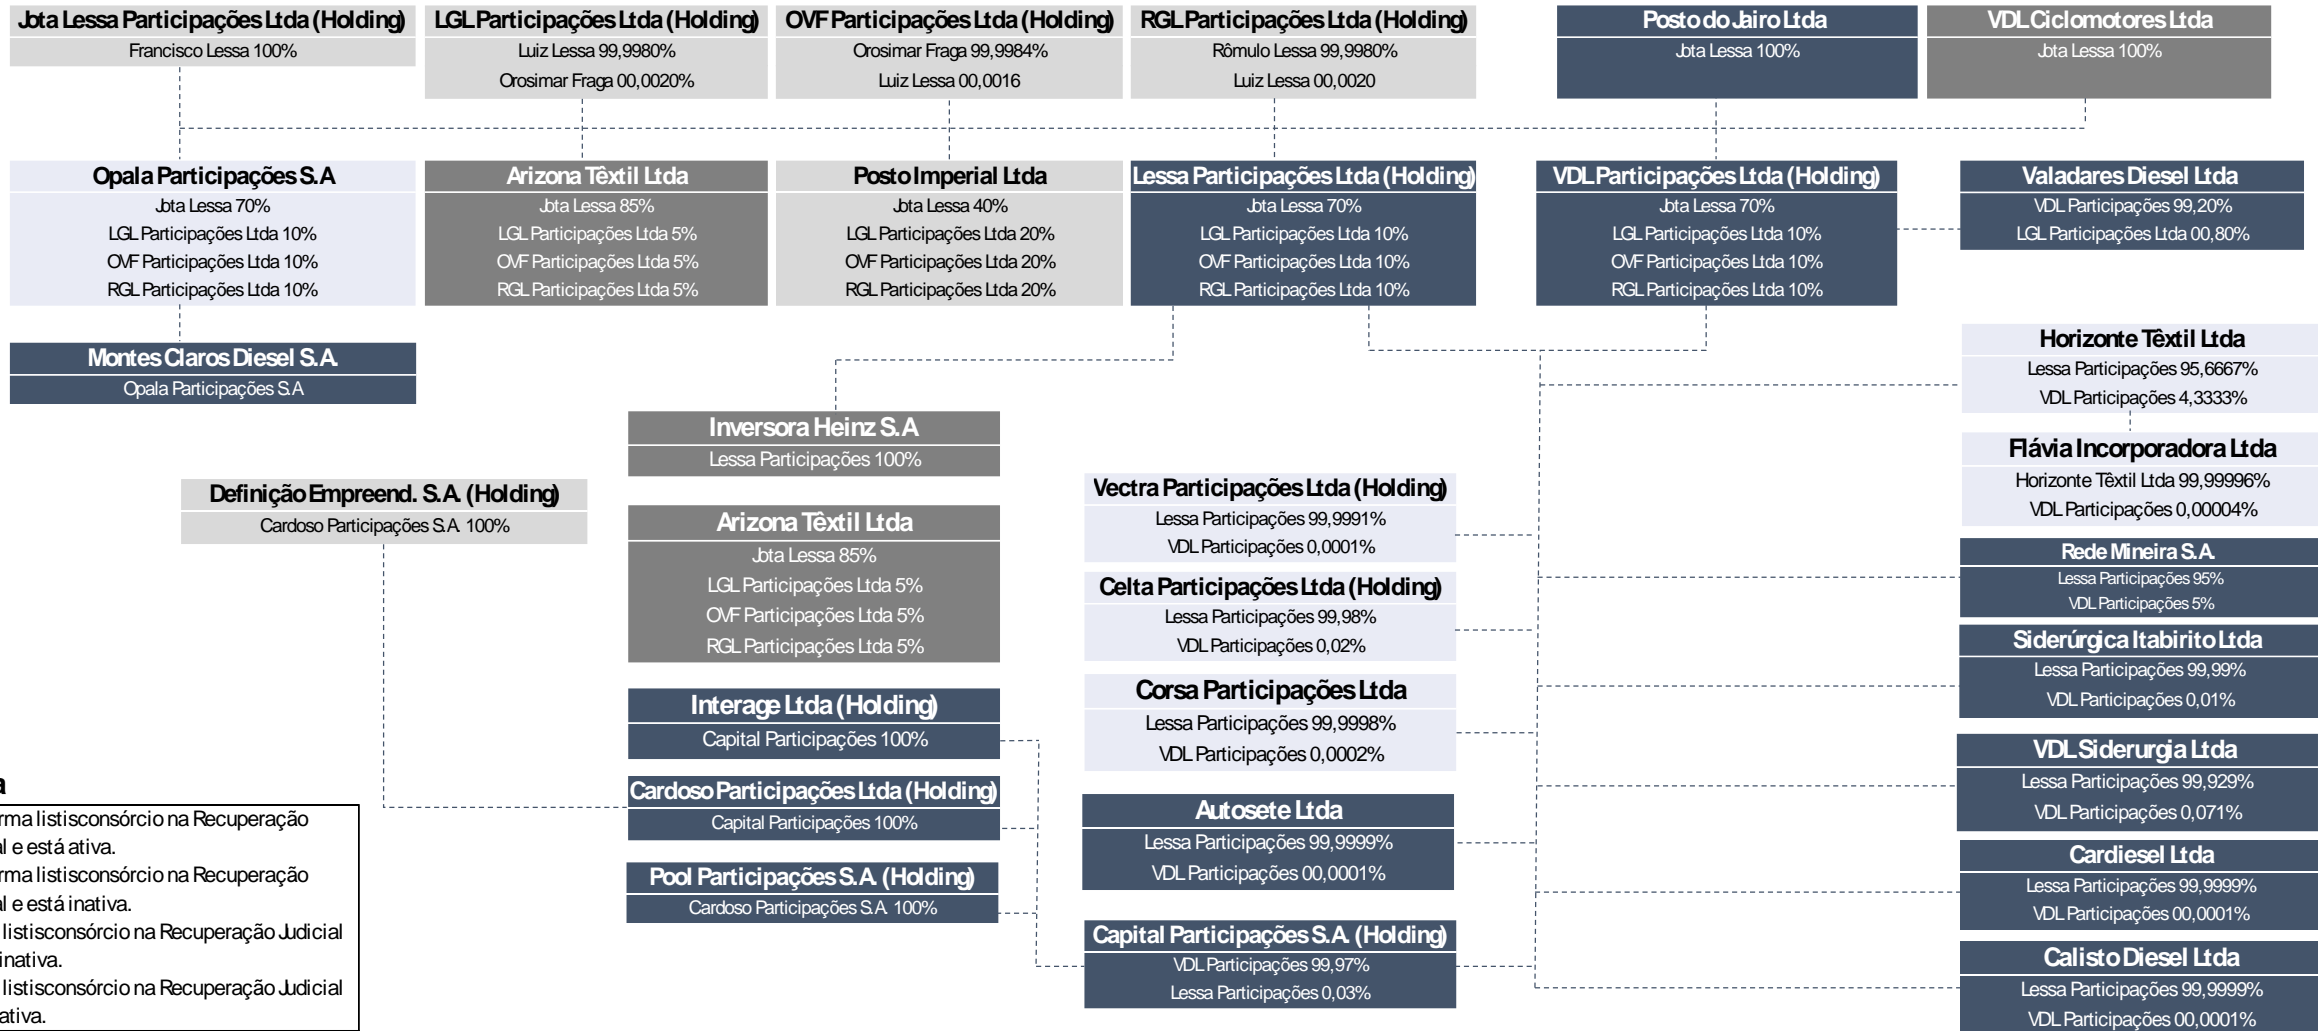 Jota Lessa Participações Ltda (Holding)
Francisco Lessa 100%
LGL Participações Ltda (Holding)
Luiz Lessa 99,9980%
Orosimar Fraga 00,0020%
OVF Participações Ltda (Holding)
Orosimar Fraga 99,9984%
Luiz Lessa 00,0016
RGL Participações Ltda (Holding)
Rômulo Lessa 99,9980%
Luiz Lessa 00,0020
Posto do Jairo Ltda
Jota Lessa 100%
VDL Ciclomotores Ltda
Jota Lessa 100%
Opala Participações S.A
Jota Lessa 70%
LGL Participações Ltda 10%
OVF Participações Ltda 10%
RGL Participações Ltda 10%
Arizona Têxtil Ltda
Jota Lessa 85%
LGL Participações Ltda 5%
OVF Participações Ltda 5%
RGL Participações Ltda 5%
Posto Imperial Ltda
Jota Lessa 40%
LGL Participações Ltda 20%
OVF Participações Ltda 20%
RGL Participações Ltda 20%
Lessa Participações Ltda (Holding)
Jota Lessa 70%
LGL Participações Ltda 10%
OVF Participações Ltda 10%
RGL Participações Ltda 10%
VDL Participações Ltda (Holding)
Jota Lessa 70%
LGL Participações Ltda 10%
OVF Participações Ltda 10%
RGL Participações Ltda 10%
Valadares Diesel Ltda
VDL Participações 99,20%
LGL Participações Ltda 00,80%
Montes Claros Diesel S.A.
Opala Participações S.A
Horizonte Têxtil Ltda
Lessa Participações 95,6667%
VDL Participações 4,3333%
Inversora Heinz S.A
Lessa Participações 100%
Flávia Incorporadora Ltda
Horizonte Têxtil Ltda 99,99996%
VDL Participações 0,00004%
Definição Empreend. S.A. (Holding)
Cardoso Participações S.A. 100%
Arizona Têxtil Ltda
Jota Lessa 85%
LGL Participações Ltda 5%
OVF Participações Ltda 5%
RGL Participações Ltda 5%
Vectra Participações Ltda (Holding)
Lessa Participações 99,9991%
VDL Participações 0,0001%
Rede Mineira S.A.
Lessa Participações 95%
VDL Participações 5%
Celta Participações Ltda (Holding)
Lessa Participações 99,98%
VDL Participações 0,02%
Siderúrgica Itabirito Ltda
Lessa Participações 99,99%
VDL Participações 0,01%
Interage Ltda (Holding)
Capital Participações 100%
Corsa Participações Ltda
Lessa Participações 99,9998%
VDL Participações 0,0002%
VDL Siderurgia Ltda
Lessa Participações 99,929%
VDL Participações 0,071%
Cardoso Participações Ltda (Holding)
Capital Participações 100%
Autosete Ltda
Lessa Participações 99,9999%
VDL Participações 00,0001%
Cardiesel Ltda
Lessa Participações 99,9999%
VDL Participações 00,0001%
Pool Participações S.A. (Holding)
Cardoso Participações S.A. 100%
Capital Participações S.A. (Holding)
VDL Participações 99,97%
Lessa Participações 0,03%
Calisto Diesel Ltda
Lessa Participações 99,9999%
VDL Participações 00,0001%
a
rma listisconsórcio na Recuperação
al e está ativa.
rma listisconsórcio na Recuperação
al e está inativa.
listisconsórcio na Recuperação Judicial
inativa.
listisconsórcio na Recuperação Judicial
ativa.